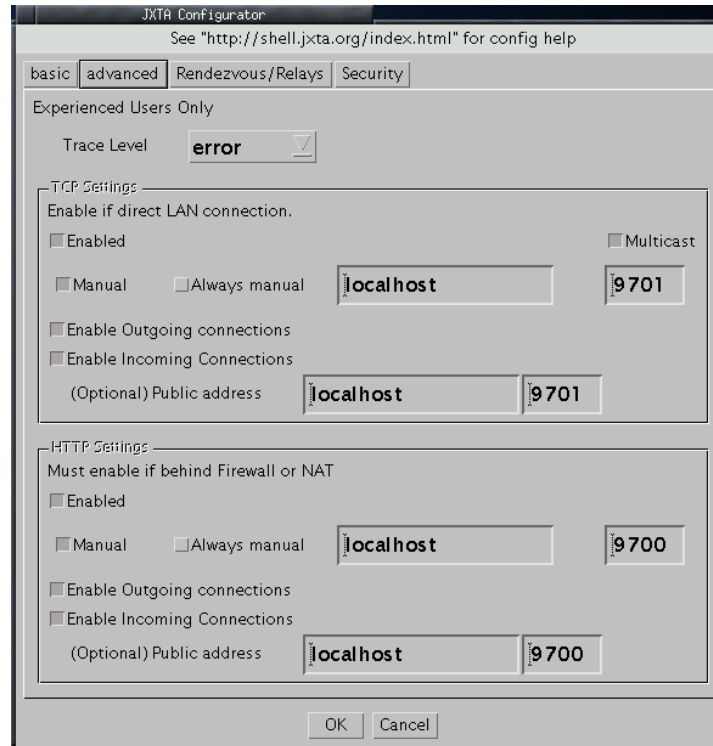 JXTA Configurator
See "http://shell.jxta.org/index.html" for config help
basic advanced Rendezvous/Relays Security
Experienced Users Only
Trace Level error
TCP Settings
Enable if direct LAN connection.
Enabled Multicast
Manual Always manual localhost 9701
Enable Outgoing connections
Enable Incoming Connections
(Optional) Public address localhost 9701
HTTP Settings
Must enable if behind Firewall or NAT
Enabled
Manual Always manual localhost 9700
Enable Outgoing connections
Enable Incoming Connections
(Optional) Public address localhost 9700
OK Cancel